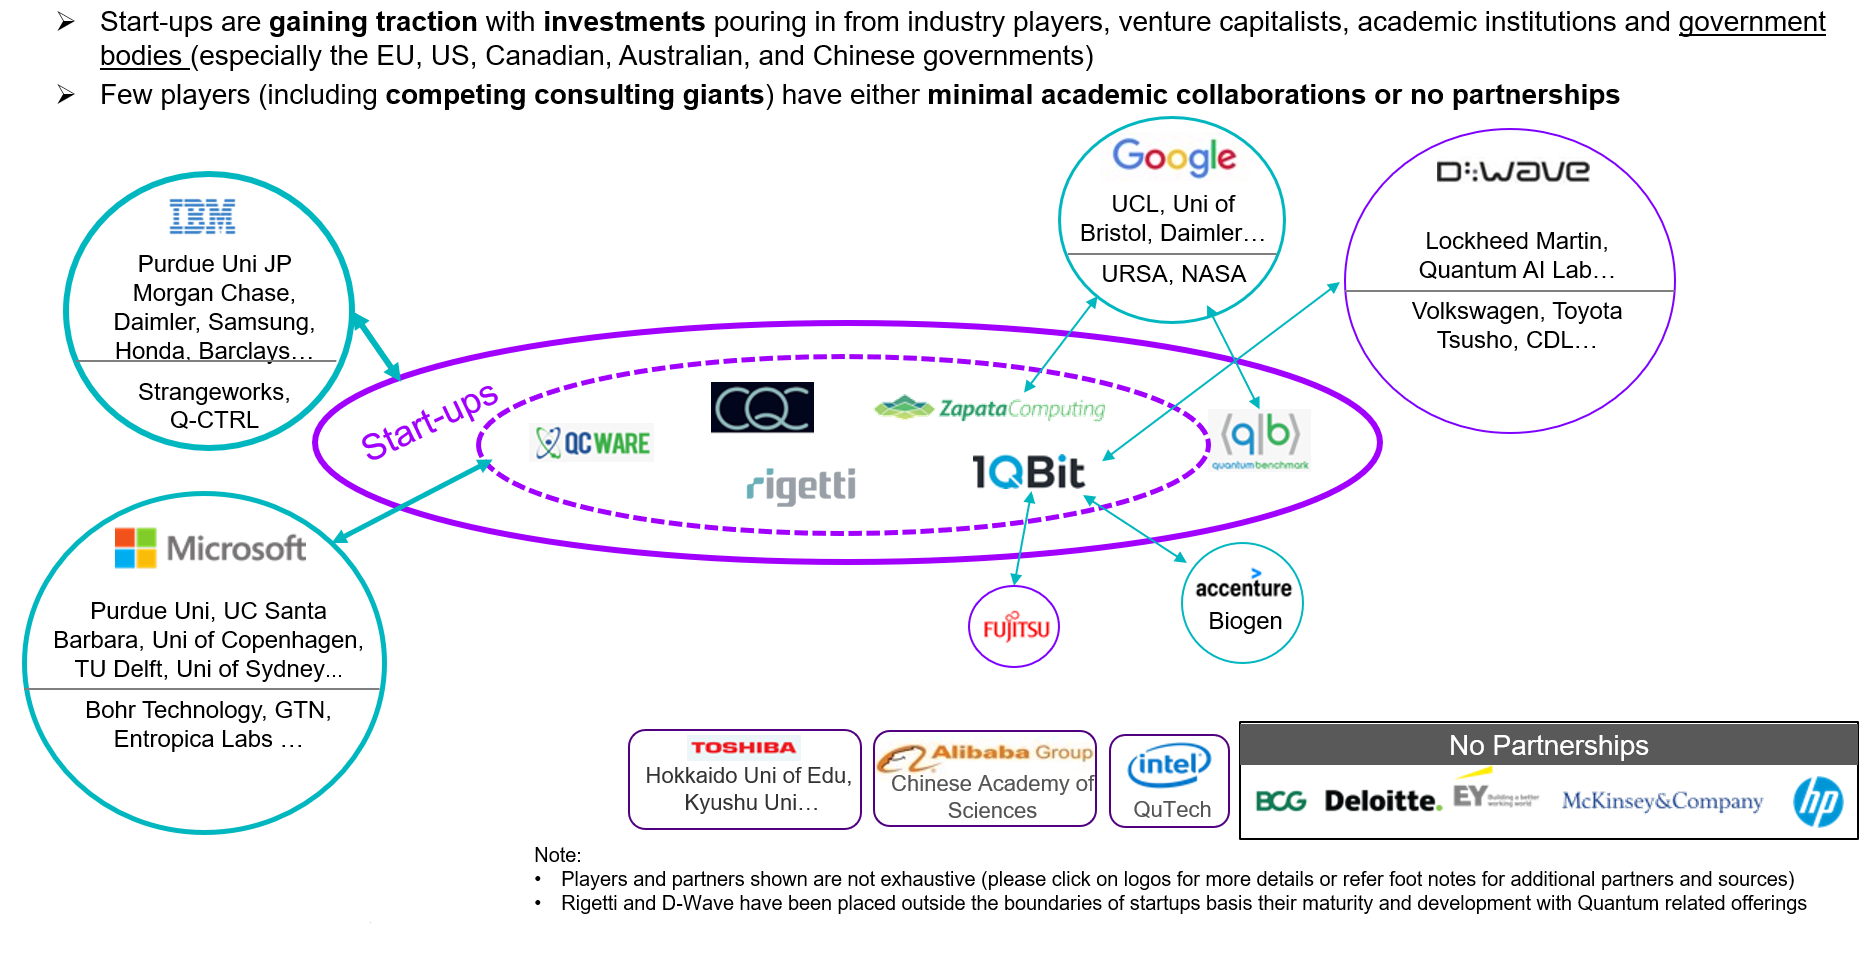 Start-ups are gaining traction with investments pouring in from industry players, venture capitalists, academic institutions and government
bodies (especially the EU, US, Canadian, Australian, and Chinese governments)
Few players (including competing consulting giants) have either minimal academic collaborations or no partnerships
IBM
Purdue Uni JP
Morgan Chase,
Daimler, Samsung,
Honda, Barclays…
Strangeworks,
Q-CTRL
Google
UCL, Uni of
Bristol, Daimler…
URSA, NASA
D:wave
Lockheed Martin,
Quantum AI Lab…
Volkswagen, Toyota
Tsusho, CDL…
Start-ups
QCWARE
CQC
ZapataComputing
rigetti
1QBit
⟨q|b⟩
quantumbenchmark
Microsoft
Purdue Uni, UC Santa
Barbara, Uni of Copenhagen,
TU Delft, Uni of Sydney...
Bohr Technology, GTN,
Entropica Labs …
FUJITSU
>
accenture
Biogen
TOSHIBA
Hokkaido Uni of Edu,
Kyushu Uni…
Alibaba Group
Chinese Academy of
Sciences
intel
QuTech
No Partnerships
BCG
Deloitte.
EY
Building a better
working world
McKinsey&Company
hp
Note:
• Players and partners shown are not exhaustive (please click on logos for more details or refer foot notes for additional partners and sources)
• Rigetti and D-Wave have been placed outside the boundaries of startups basis their maturity and development with Quantum related offerings